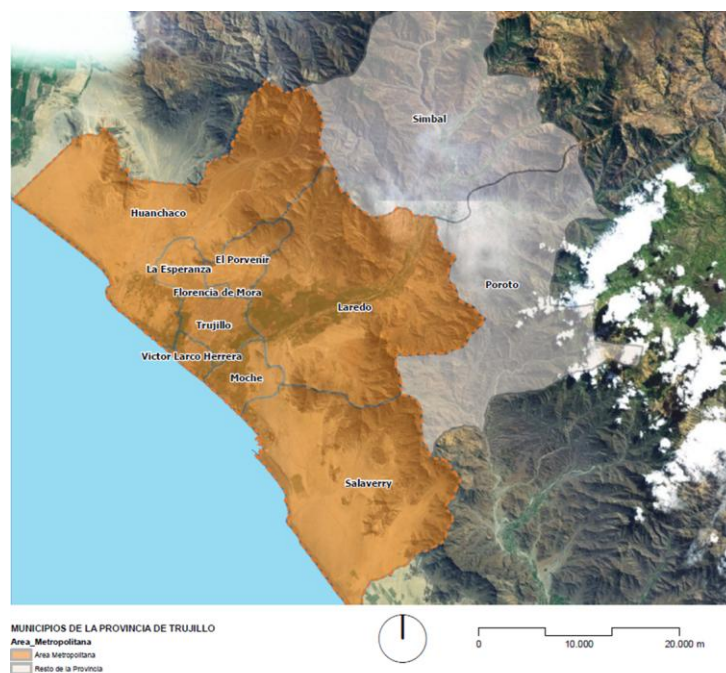 Simbal
Huanchaco
El Porvenir
La Esperanza
Poroto
Florencia de Mora
Laredo
Trujillo
Victor Larco Herrera
Moche
Salaverry
MUNICIPIOS DE LA PROVINCIA DE TRUJILLO
Area_Metropolitana
Área Metropolitana
Resto de la Provincia
0 10.000 20.000 m